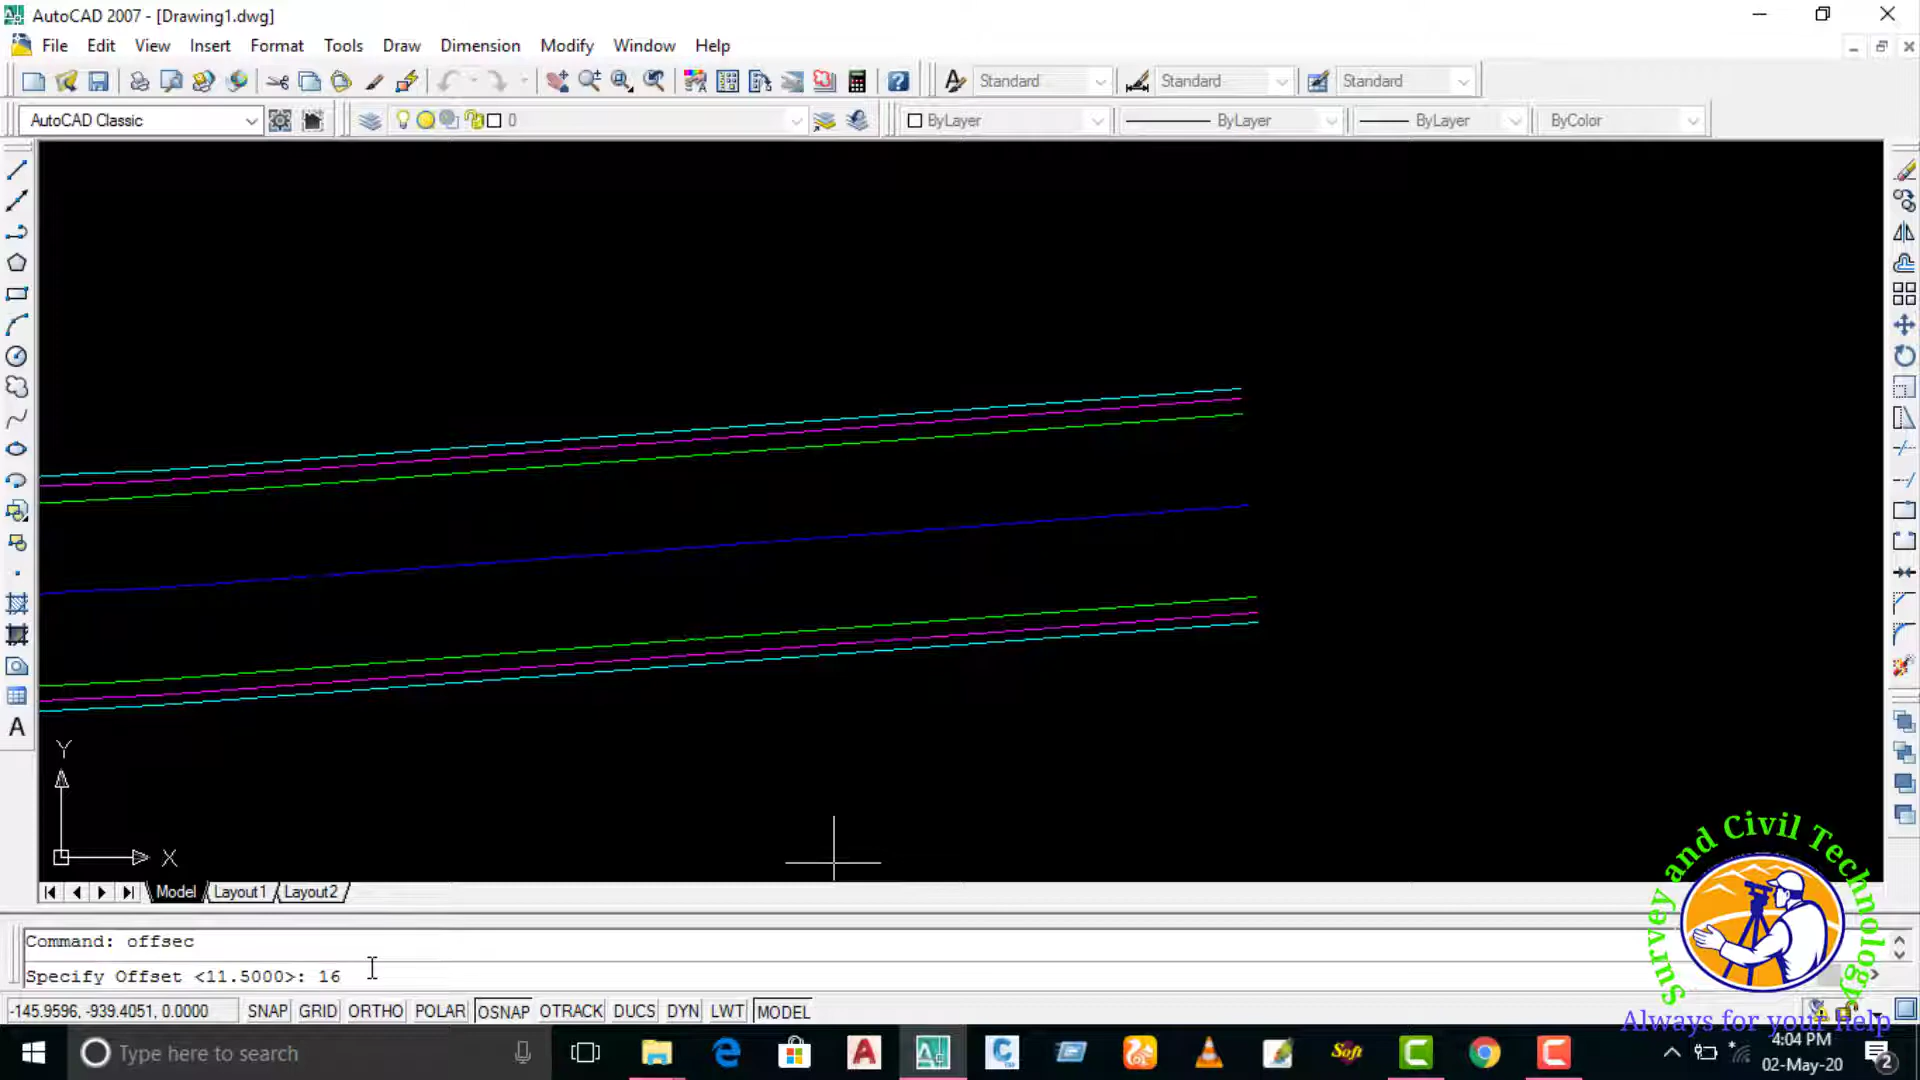 AutoCAD 2007 - [Drawing1.dwg]
File Edit View Insert Format Tools Draw Dimension Modify Window Help
Standard Standard Standard
AutoCAD Classic 0 ByLayer ByLayer ByLayer ByColor
A
Y
X
Model Layout1 Layout2
Command: offsec
Specify Offset <11.5000>: 16
-145.9596, -939.4051, 0.0000 SNAP GRID ORTHO POLAR OSNAP OTRACK DUCS DYN LWT MODEL
Survey and Civil Technology
Always for your help
Type here to search
Soft
4:04 PM
02-May-20
2